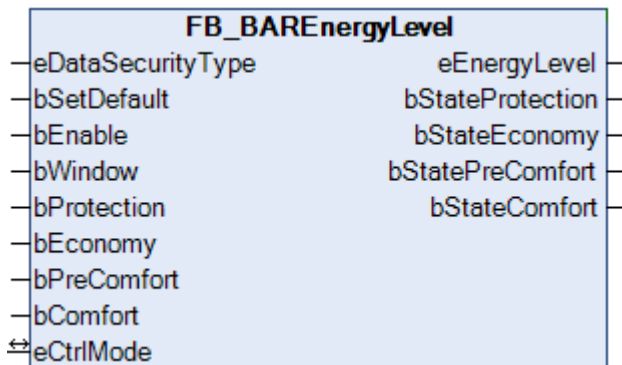 FB_BAREnergyLevel
eDataSecurityType eEnergyLevel
bSetDefault bStateProtection
bEnable bStateEconomy
bWindow bStatePreComfort
bProtection bStateComfort
bEconomy
bPreComfort
bComfort
eCtrlMode